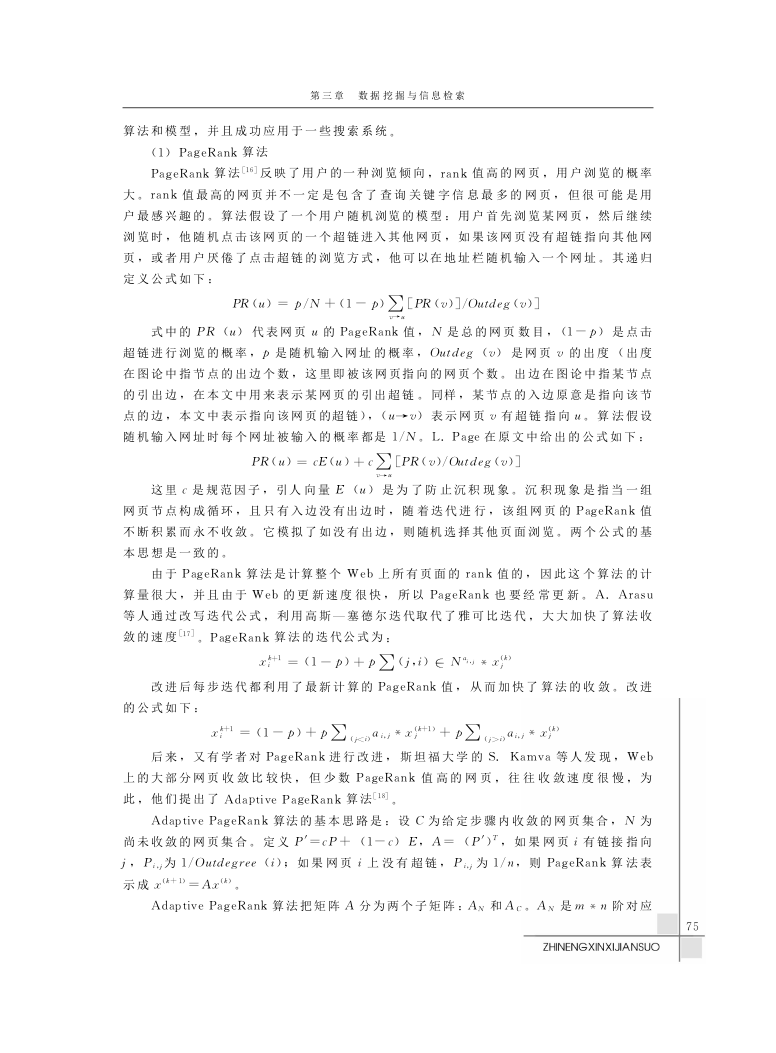 第三章　数据挖掘与信息检索
算法和模型，并且成功应用于一些搜索系统。
（1）PageRank 算法
PageRank 算法[16]反映了用户的一种浏览倾向，rank 值高的网页，用户浏览的概率
大。rank 值最高的网页并不一定是包含了查询关键字信息最多的网页，但很可能是用
户最感兴趣的。算法假设了一个用户随机浏览的模型：用户首先浏览某网页，然后继续
浏览时，他随机点击该网页的一个超链进入其他网页，如果该网页没有超链指向其他网
页，或者用户厌倦了点击超链的浏览方式，他可以在地址栏随机输入一个网址。其递归
定义公式如下：
PR(u) = p/N + (1 − p)∑[PR(v)]/Outdeg(v)]
v→u
式中的 PR（u）代表网页 u 的 PageRank 值，N 是总的网页数目，（1－p）是点击
超链进行浏览的概率，p 是随机输入网址的概率，Outdeg（v）是网页 v 的出度（出度
在图论中指节点的出边个数，这里即被该网页指向的网页个数。出边在图论中指某节点
的引出边，在本文中用来表示某网页的引出超链。同样，某节点的入边原意是指向该节
点的边，本文中表示指向该网页的超链），（u→v）表示网页 v 有超链指向 u。算法假设
随机输入网址时每个网址被输入的概率都是 1/N。L. Page 在原文中给出的公式如下：
PR(u) = cE(u) + c∑[PR(v)/Outdeg(v)]
v→u
这里 c 是规范因子，引人向量 E（u）是为了防止沉积现象。沉积现象是指当一组
网页节点构成循环，且只有入边没有出边时，随着迭代进行，该组网页的 PageRank 值
不断积累而永不收敛。它模拟了如没有出边，则随机选择其他页面浏览。两个公式的基
本思想是一致的。
由于 PageRank 算法是计算整个 Web 上所有页面的 rank 值的，因此这个算法的计
算量很大，并且由于 Web 的更新速度很快，所以 PageRank 也要经常更新。A. Arasu
等人通过改写迭代公式，利用高斯—塞德尔迭代取代了雅可比迭代，大大加快了算法收
敛的速度[17]。PageRank 算法的迭代公式为：
x_i^{k+1} = (1 − p) + p∑(j,i) ∈ N^{a_{i,j}} * x_j^{(k)}
改进后每步迭代都利用了最新计算的 PageRank 值，从而加快了算法的收敛。改进
的公式如下：
x_i^{k+1} = (1 − p) + p∑_{(j<i)} a_{i,j} * x_j^{(k+1)} + p∑_{(j>i)} a_{i,j} * x_j^{(k)}
后来，又有学者对 PageRank 进行改进，斯坦福大学的 S. Kamva 等人发现，Web
上的大部分网页收敛比较快，但少数 PageRank 值高的网页，往往收敛速度很慢，为
此，他们提出了 Adaptive PageRank 算法[18]。
Adaptive PageRank 算法的基本思路是：设 C 为给定步骤内收敛的网页集合，N 为
尚未收敛的网页集合。定义 P′=cP+（1−c）E，A=（P′）^T，如果网页 i 有链接指向
j，P_{i,j}为 1/Outdegree（i）；如果网页 i 上没有超链，P_{i,j} 为 1/n，则 PageRank 算法表
示成 x^{(k+1)}=Ax^{(k)}。
Adaptive PageRank 算法把矩阵 A 分为两个子矩阵：A_N 和 A_C。A_N 是 m * n 阶对应
75
ZHINENGXINXIJIANSUO